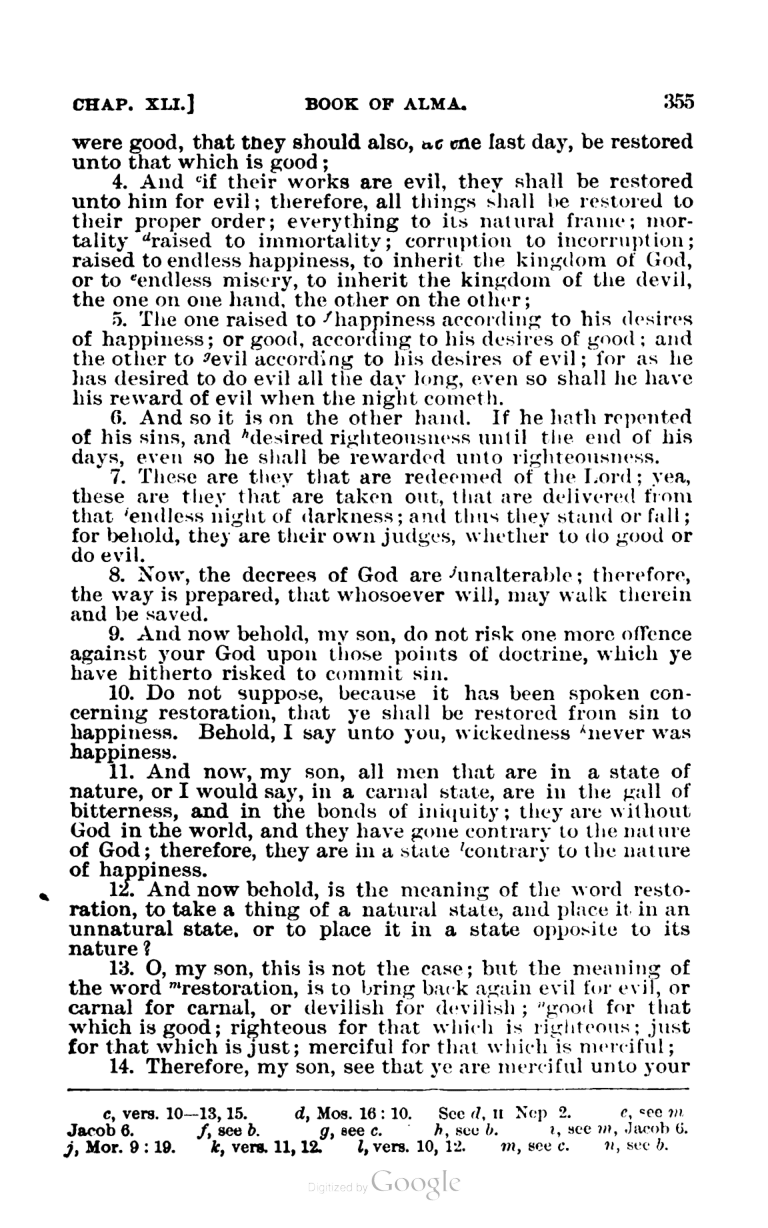 CHAP. XLI.] BOOK OF ALMA. 355
were good, that they should also, at the last day, be restored
unto that which is good;
4. And ᶜif their works are evil, they shall be restored
unto him for evil; therefore, all things shall be restored to
their proper order; everything to its natural frame; mor-
tality ᵈraised to immortality; corruption to incorruption;
raised to endless happiness, to inherit the kingdom of God,
or to ᵉendless misery, to inherit the kingdom of the devil,
the one on one hand, the other on the other;
5. The one raised to ᶠhappiness according to his desires
of happiness; or good, according to his desires of good; and
the other to ᵍevil according to his desires of evil; for as he
has desired to do evil all the day long, even so shall he have
his reward of evil when the night cometh.
6. And so it is on the other hand. If he hath repented
of his sins, and ʰdesired righteousness until the end of his
days, even so he shall be rewarded unto righteousness.
7. These are they that are redeemed of the Lord; yea,
these are they that are taken out, that are delivered from
that ⁱendless night of darkness; and thus they stand or fall;
for behold, they are their own judges, whether to do good or
do evil.
8. Now, the decrees of God are ʲunalterable; therefore,
the way is prepared, that whosoever will, may walk therein
and be saved.
9. And now behold, my son, do not risk one more offence
against your God upon those points of doctrine, which ye
have hitherto risked to commit sin.
10. Do not suppose, because it has been spoken con-
cerning restoration, that ye shall be restored from sin to
happiness. Behold, I say unto you, wickedness ᵏnever was
happiness.
11. And now, my son, all men that are in a state of
nature, or I would say, in a carnal state, are in the gall of
bitterness, and in the bonds of iniquity; they are without
God in the world, and they have gone contrary to the nature
of God; therefore, they are in a state ˡcontrary to the nature
of happiness.
12. And now behold, is the meaning of the word resto-
ration, to take a thing of a natural state, and place it in an
unnatural state, or to place it in a state opposite to its
nature?
13. O, my son, this is not the case; but the meaning of
the word ᵐrestoration, is to bring back again evil for evil, or
carnal for carnal, or devilish for devilish; ⁿgood for that
which is good; righteous for that which is righteous; just
for that which is just; merciful for that which is merciful;
14. Therefore, my son, see that ye are merciful unto your
c, vers. 10—13, 15. d, Mos. 16 : 10. See d, II Nep 2. e, see m.
Jacob 6. f, see b. g, see c. h, see b. i, see m, Jacob 6.
j, Mor. 9 : 19. k, vers. 11, 12. l, vers. 10, 12. m, see c. n, see b.
Digitized by Google